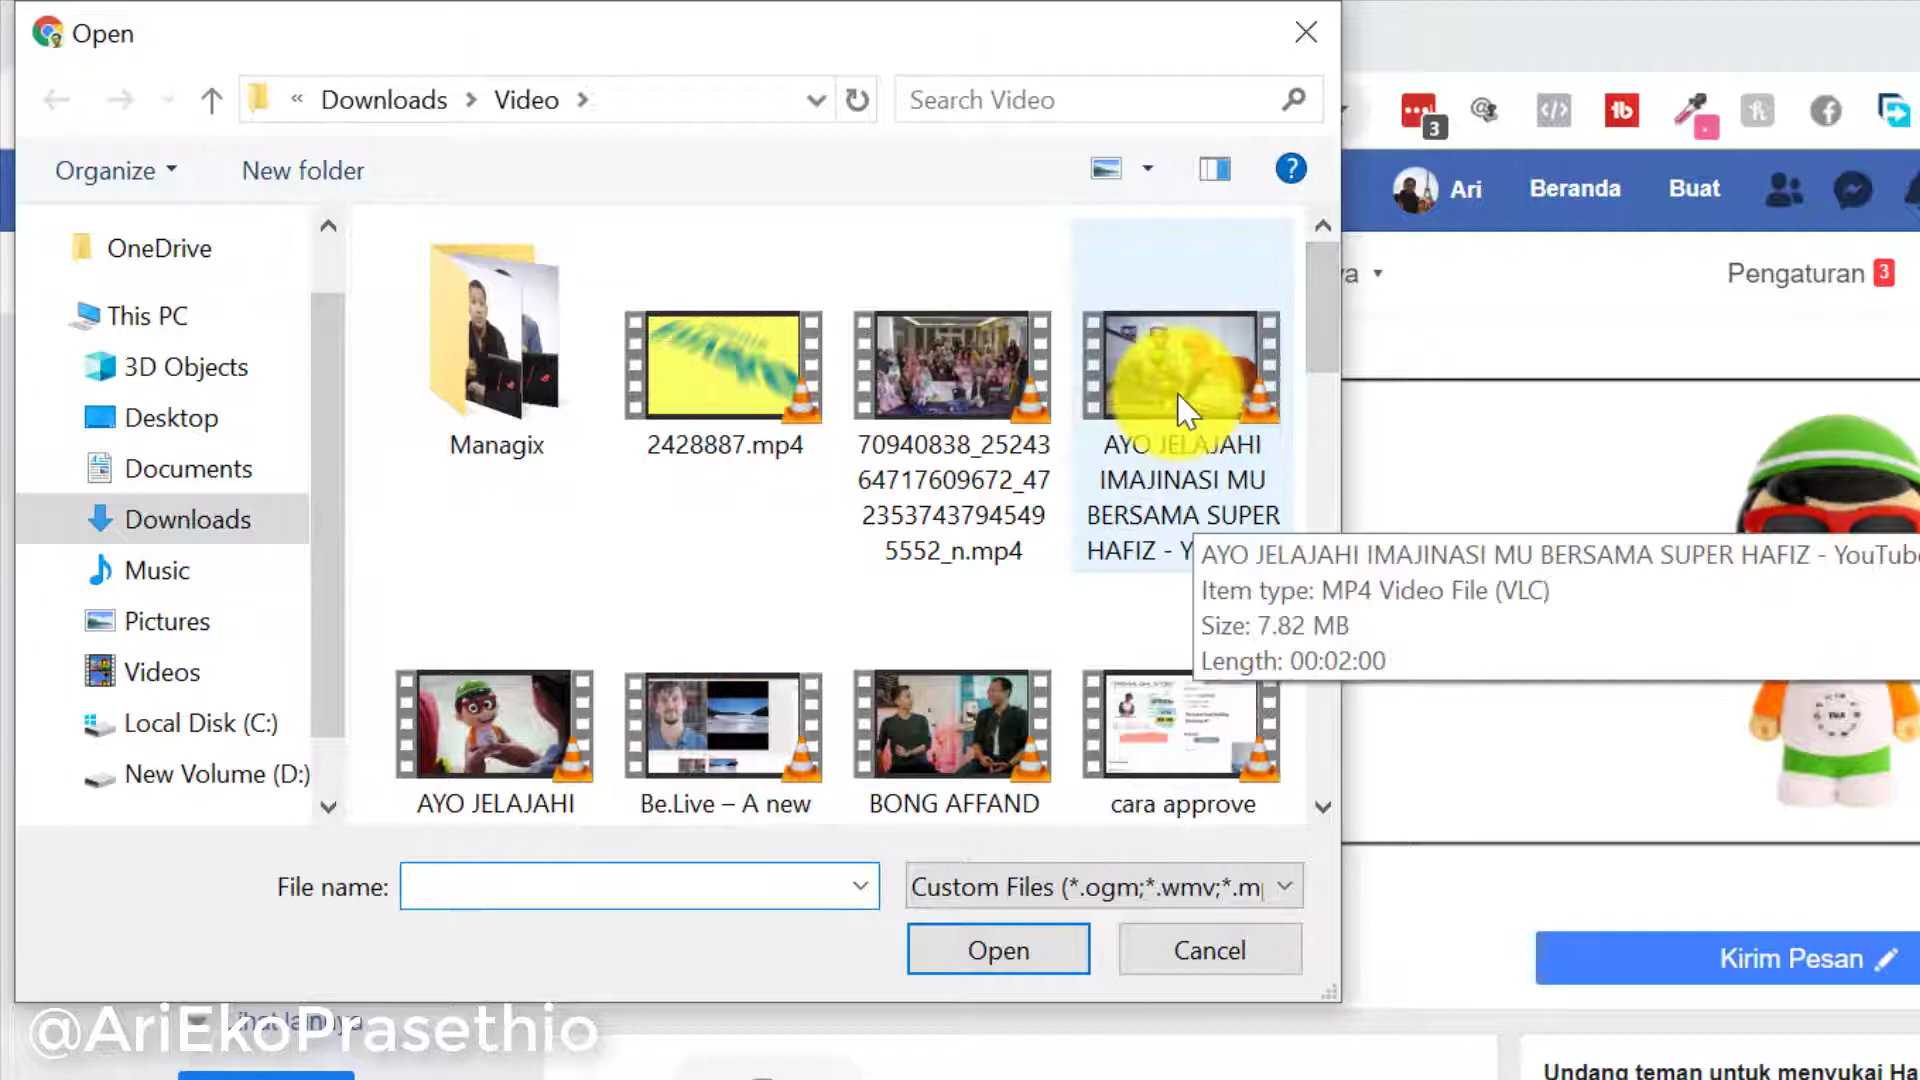 Open
« Downloads > Video >
Search Video
3
Organize
New folder
?
Ari
Beranda
Buat
Pengaturan 3
OneDrive
This PC
3D Objects
Desktop
Documents
Downloads
Music
Pictures
Videos
Local Disk (C:)
New Volume (D:)
Managix
2428887.mp4
70940838_25243
64717609672_47
2353743794549
5552_n.mp4
AYO JELAJAHI
IMAJINASI MU
BERSAMA SUPER
HAFIZ - Y
AYO JELAJAHI IMAJINASI MU BERSAMA SUPER HAFIZ - YouTube
Item type: MP4 Video File (VLC)
Size: 7.82 MB
Length: 00:02:00
AYO JELAJAHI
Be.Live – A new
BONG AFFAND
cara approve
File name:
Custom Files (*.ogm;*.wmv;*.mp
Open
Cancel
Kirim Pesan
@AriEkoPrasethio
Undang teman untuk menyukai Ha